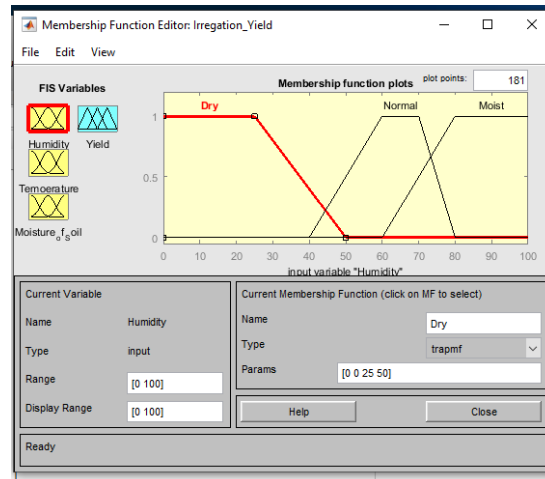 Membership Function Editor: Irregation_Yield
File Edit View
FIS Variables
Humidity Yield
Temoerature
Moisture_of_Soil
Membership function plots plot points: 181
Dry Normal Moist
1
0.5
0
0 10 20 30 40 50 60 70 80 90 100
input variable "Humidity"
Current Variable
Name Humidity
Type input
Range [0 100]
Display Range [0 100]
Current Membership Function (click on MF to select)
Name Dry
Type trapmf
Params [0 0 25 50]
Help Close
Ready